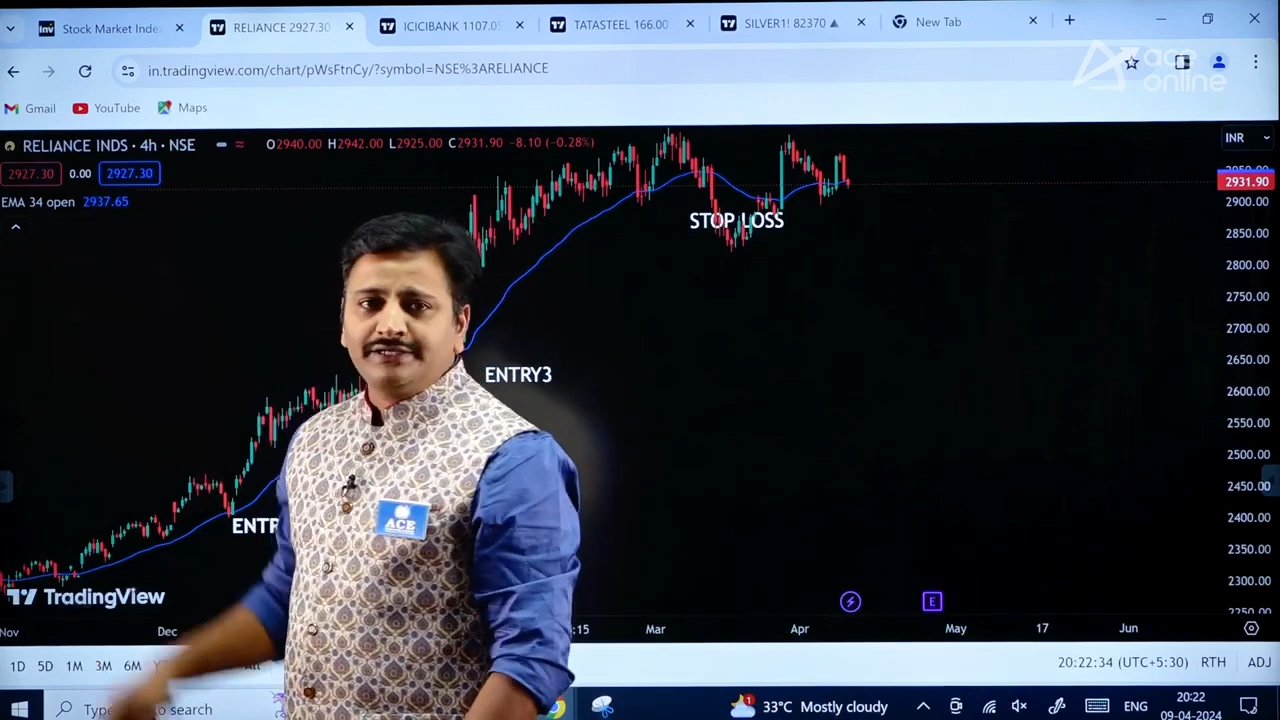 Stock Market Inde
RELIANCE 2927.30
ICICIBANK 1107.05
TATASTEEL 166.00
SILVER1! 82370 ▲
New Tab
in.tradingview.com/chart/pWsFtnCy/?symbol=NSE%3ARELIANCE
ace
online
Gmail
YouTube
Maps
RELIANCE INDS · 4h · NSE
O2940.00 H2942.00 L2925.00 C2931.90 -8.10 (-0.28%)
INR
2927.30 0.00 2927.30
2931.90
EMA 34 open 2937.65
2900.00
STOP LOSS
2850.00
2800.00
2750.00
2700.00
2650.00
ENTRY3
2600.00
2550.00
2500.00
2450.00
2400.00
ENTR
ACE
2350.00
2300.00
TradingView
E
Nov Dec :15 Mar Apr May 17 Jun
1D 5D 1M 3M 6M All
20:22:34 (UTC+5:30) RTH ADJ
search
33°C Mostly cloudy
ENG
20:22
09-04-2024